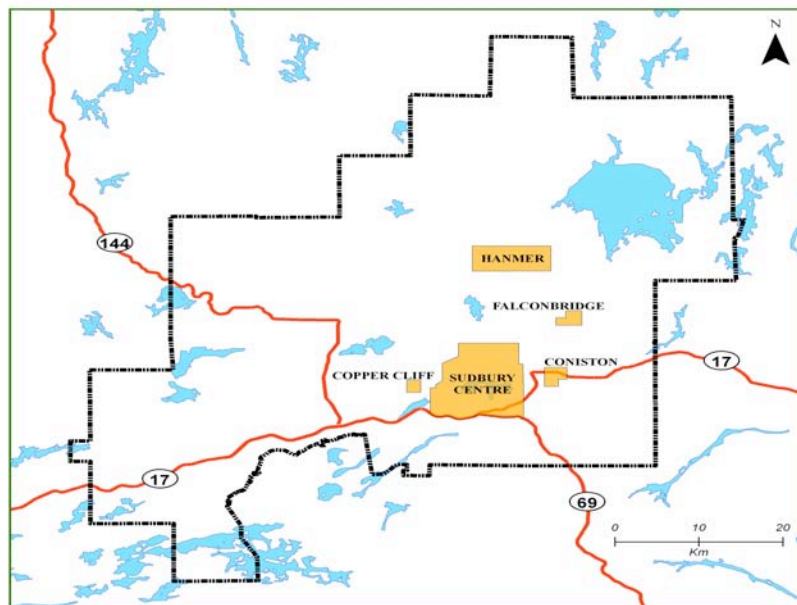 N
144
HANMER
FALCONBRIDGE
CONISTON
17
COPPER CLIFF
SUDBURY
CENTRE
17
69
0 10 20
Km